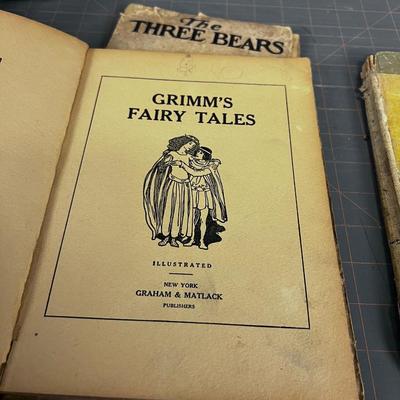 The
THREE BEARS
GRIMM'S
FAIRY TALES
ILLUSTRATED
NEW YORK
GRAHAM & MATLACK
PUBLISHERS